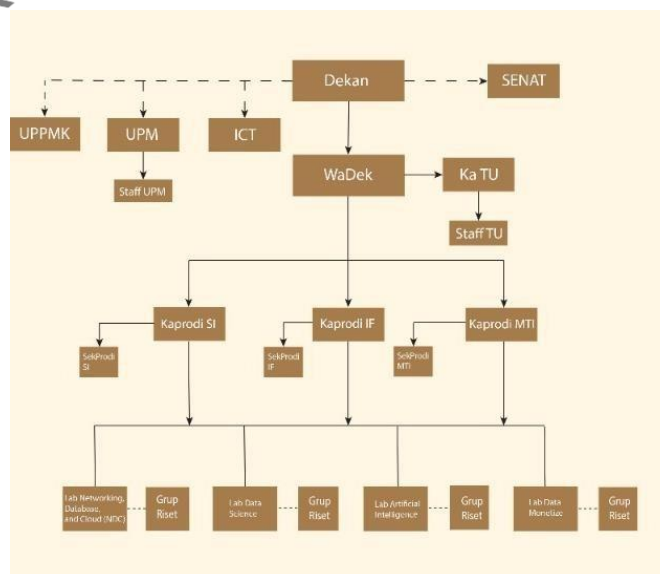 Dekan
SENAT
UPPMK
UPM
ICT
Staff UPM
WaDek
Ka TU
Staff TU
Kaprodi SI
Kaprodi IF
Kaprodi MTI
SekProdi
SI
SekProdi
IF
SekProdi
MTI
Lab Networking,
Database,
and Cloud (NDC)
Grup
Riset
Lab Data
Science
Grup
Riset
Lab Artificial
Intelligence
Grup
Riset
Lab Data
Monetize
Grup
Riset